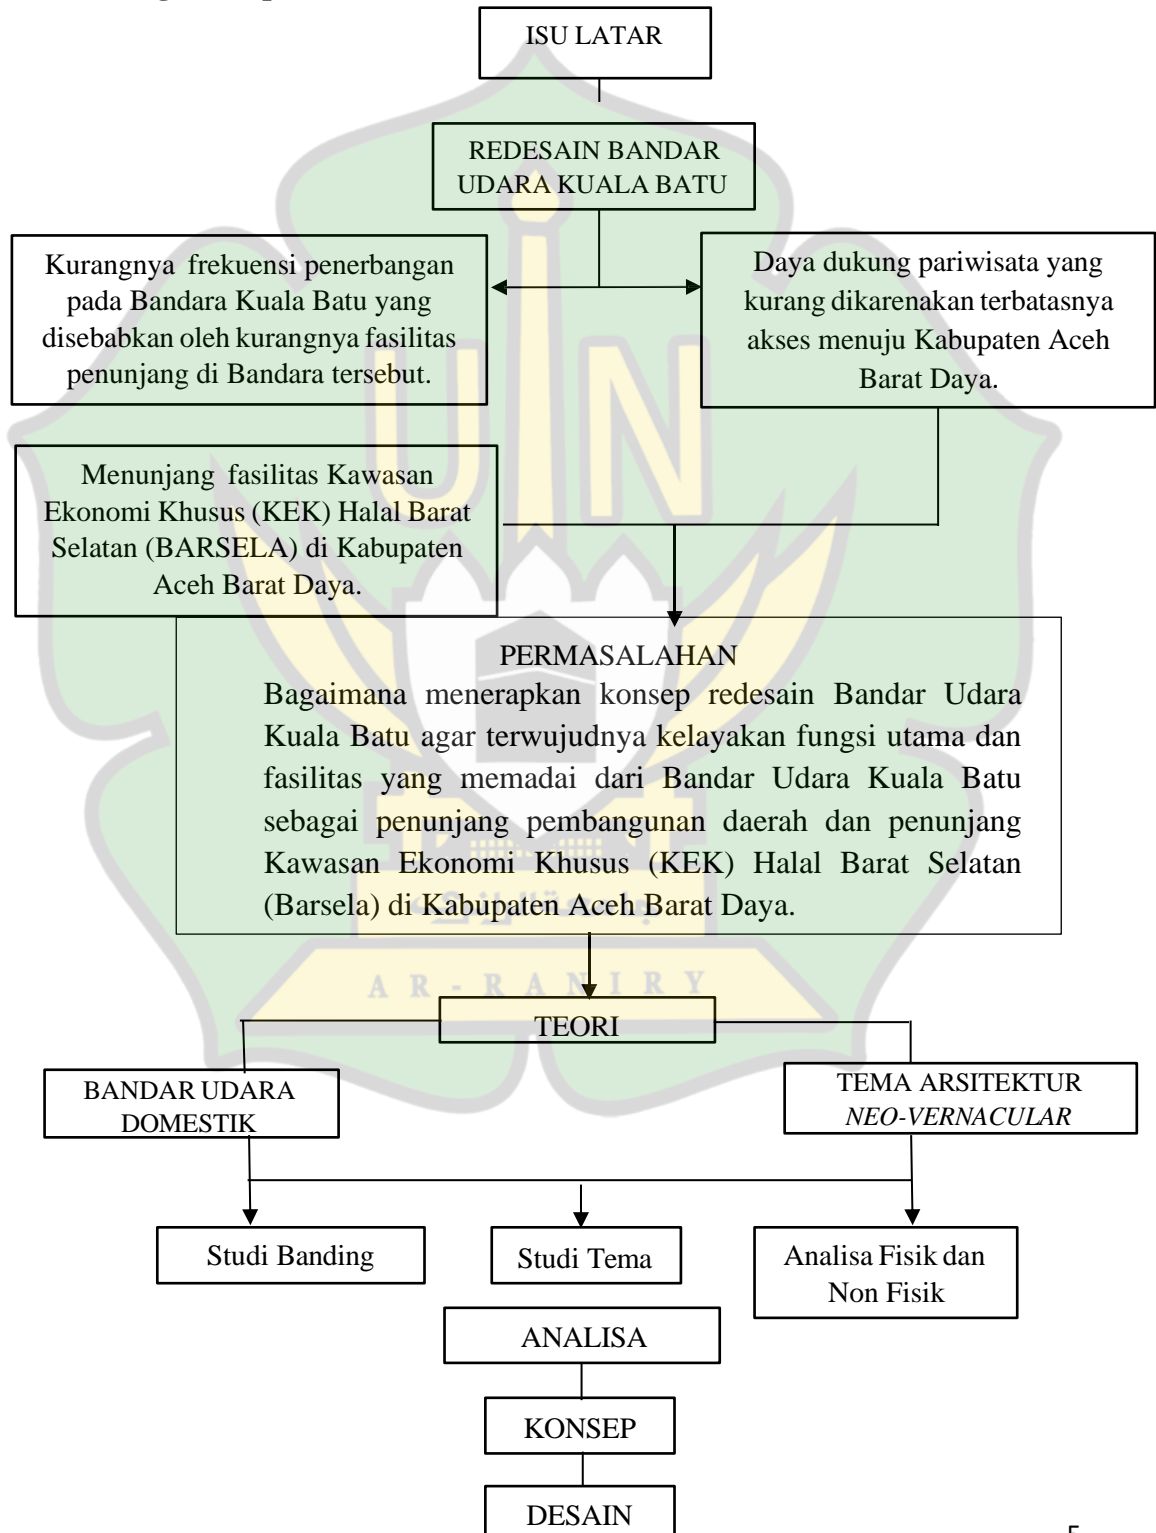 ISU LATAR
REDESAIN BANDAR
UDARA KUALA BATU
Kurangnya frekuensi penerbangan
pada Bandara Kuala Batu yang
disebabkan oleh kurangnya fasilitas
penunjang di Bandara tersebut.
Daya dukung pariwisata yang
kurang dikarenakan terbatasnya
akses menuju Kabupaten Aceh
Barat Daya.
Menunjang fasilitas Kawasan
Ekonomi Khusus (KEK) Halal Barat
Selatan (BARSELA) di Kabupaten
Aceh Barat Daya.
UIN
PERMASALAHAN
Bagaimana menerapkan konsep redesain Bandar Udara
Kuala Batu agar terwujudnya kelayakan fungsi utama dan
fasilitas yang memadai dari Bandar Udara Kuala Batu
sebagai penunjang pembangunan daerah dan penunjang
Kawasan Ekonomi Khusus (KEK) Halal Barat Selatan
(Barsela) di Kabupaten Aceh Barat Daya.
جامعة الرانري
AR-RANIRY
TEORI
BANDAR UDARA
DOMESTIK
TEMA ARSITEKTUR
NEO-VERNACULAR
Studi Banding
Studi Tema
Analisa Fisik dan
Non Fisik
ANALISA
KONSEP
DESAIN